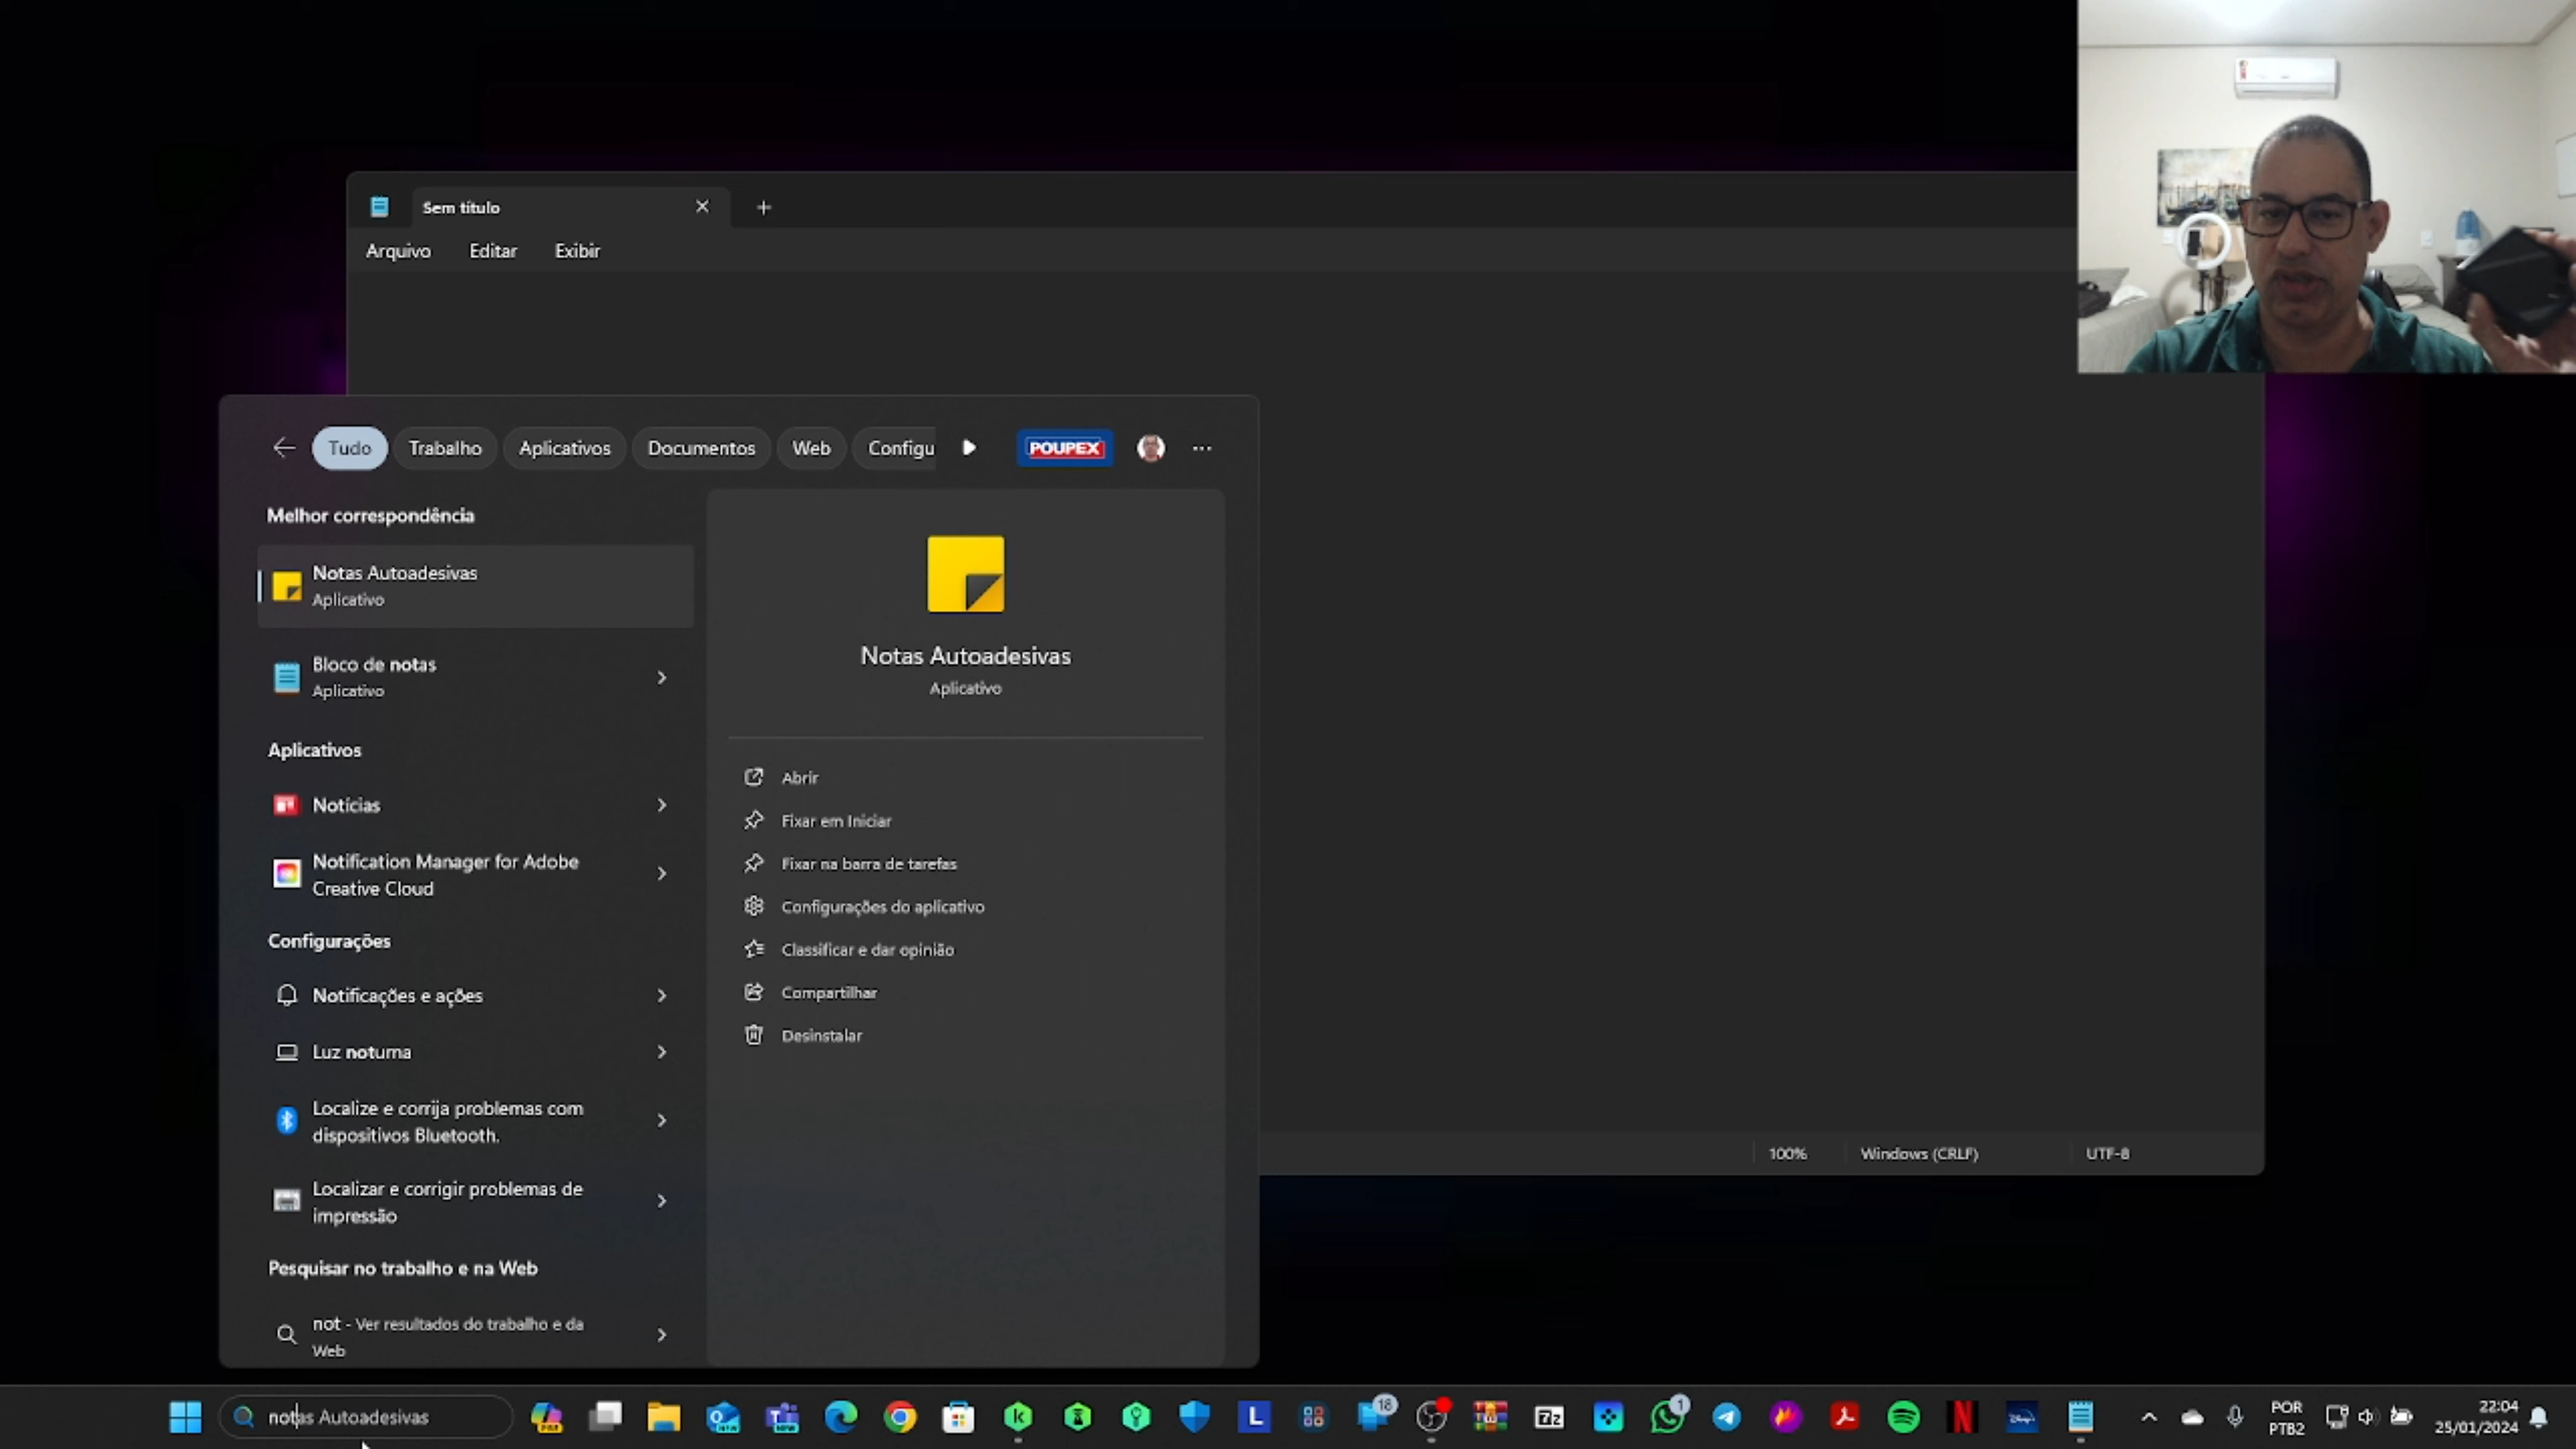 Sem título
Arquivo Editar Exibir
Tudo Trabalho Aplicativos Documentos Web Configu POUPEX
Melhor correspondência
Notas Autoadesivas
Aplicativo
Bloco de notas
Aplicativo
Aplicativos
Notícias
Notification Manager for Adobe
Creative Cloud
Configurações
Notificações e ações
Luz noturna
Localize e corrija problemas com
dispositivos Bluetooth.
Localizar e corrigir problemas de
impressão
Pesquisar no trabalho e na Web
not - Ver resultados do trabalho e da
Web
Notas Autoadesivas
Aplicativo
Abrir
Fixar em Iniciar
Fixar na barra de tarefas
Configurações do aplicativo
Classificar e dar opinião
Compartilhar
Desinstalar
100% Windows (CRLF) UTF-8
notas Autoadesivas
L
18
7z
1
N
POR
PTB2
22:04
25/01/2024